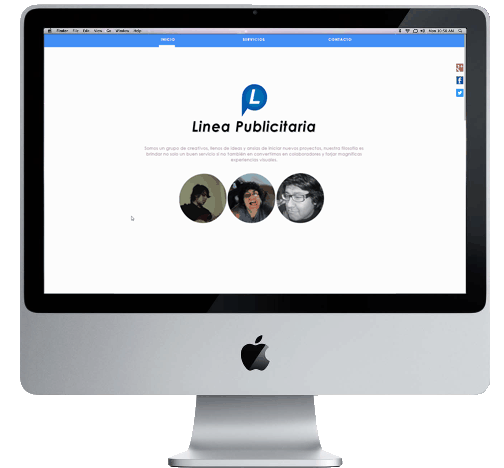 Finder File Edit View Go Window Help
INICIO SERVICIOS CONTACTO
L
Linea Publicitaria
Somos un grupo de creativos, llenos de ideas y ansias de iniciar nuevos proyectos, nuestra filosofía es
brindar no solo un buen servicio si no también en convertirnos en colaboradores y forjar magníficas
experiencias visuales.